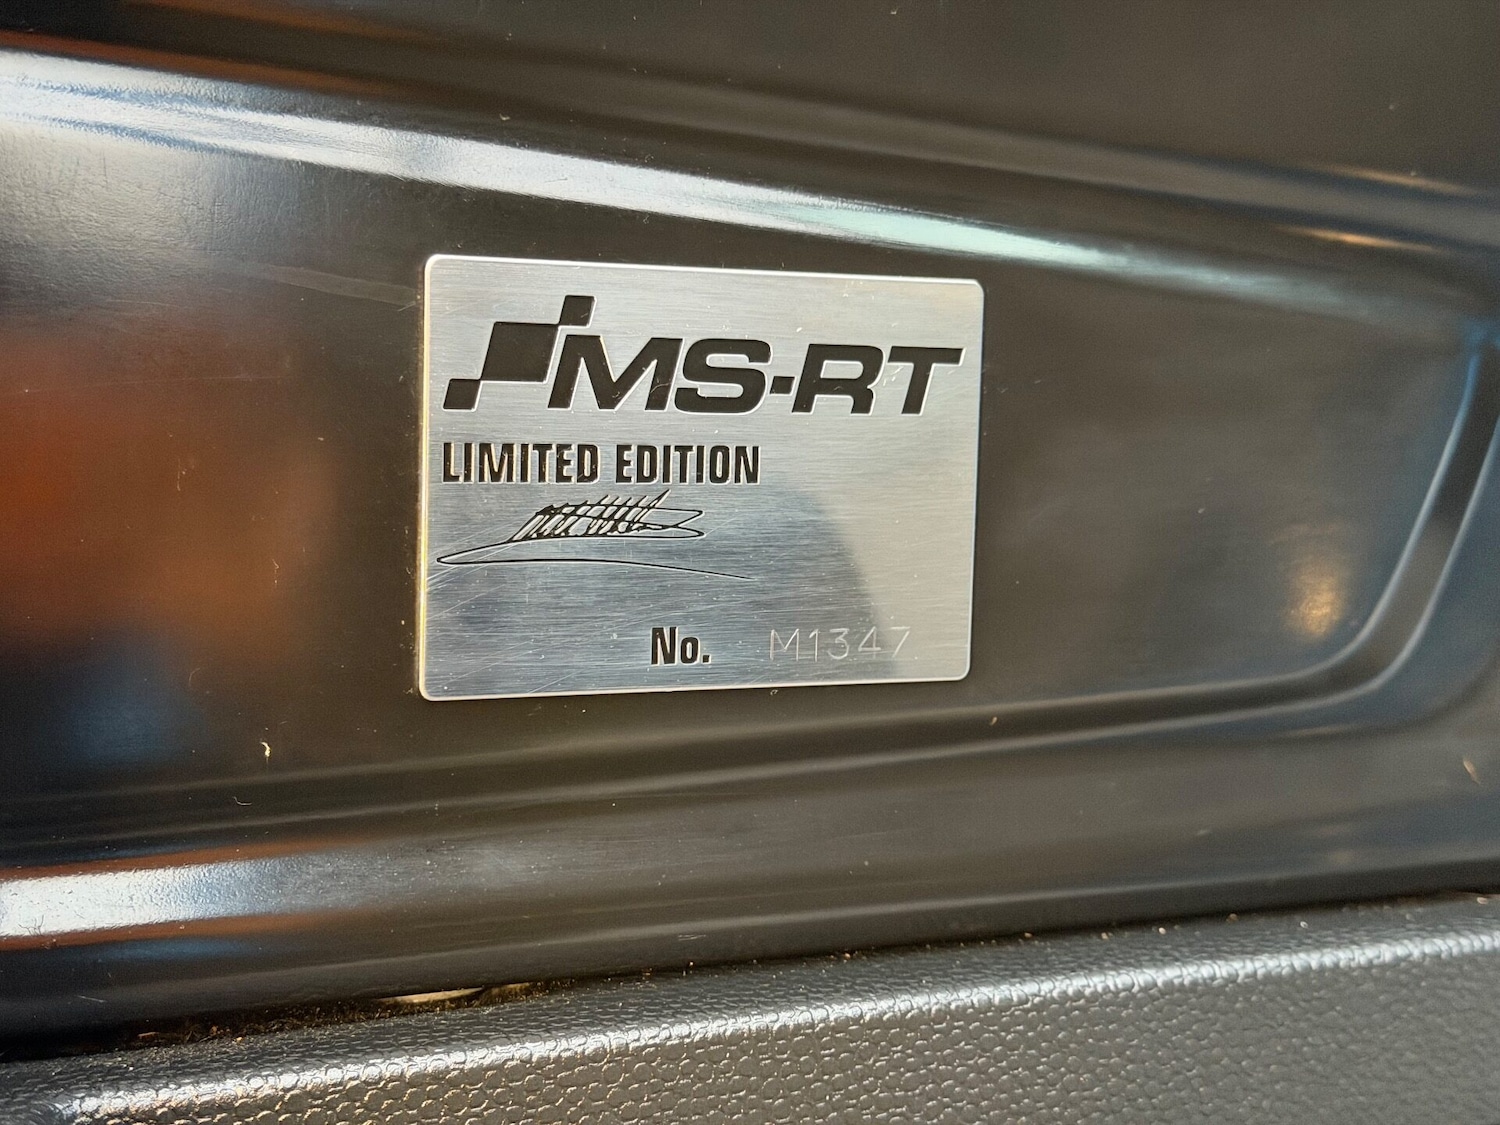 MS-RT
LIMITED EDITION
No. M1347